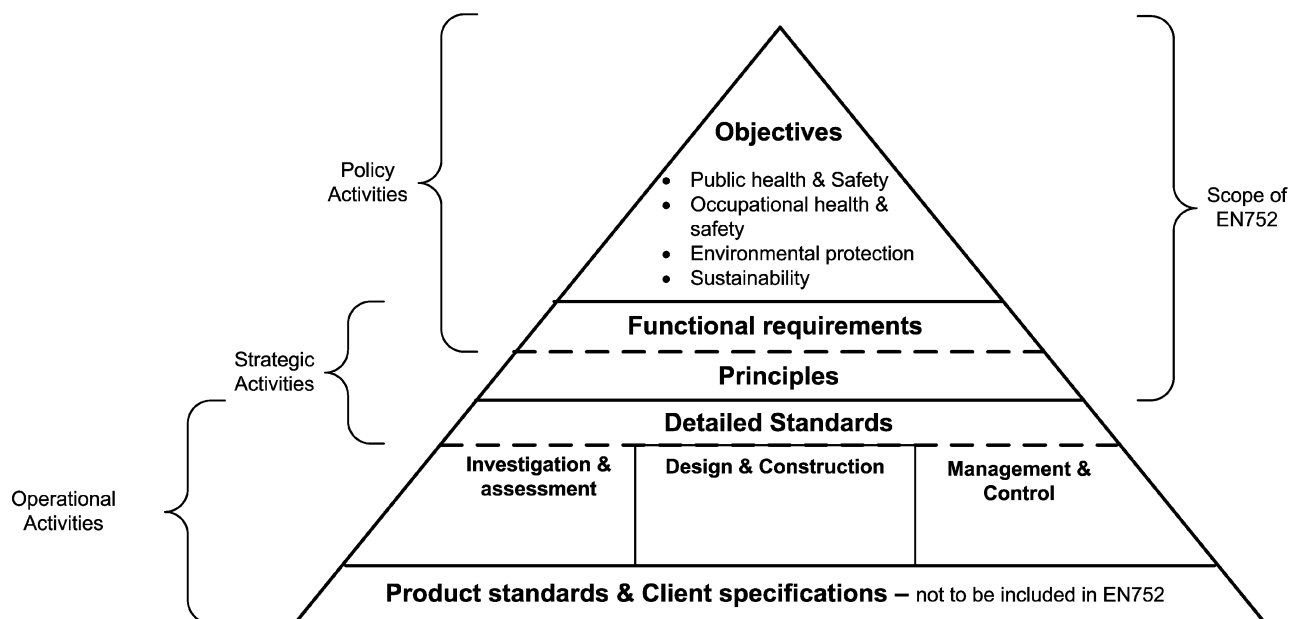 Objectives
Policy
Activities
• Public health & Safety
• Occupational health &
safety
• Environmental protection
• Sustainability
Scope of
EN752
Functional requirements
Strategic
Activities
Principles
Detailed Standards
Investigation &
assessment
Design & Construction
Management &
Control
Operational
Activities
Product standards & Client specifications – not to be included in EN752